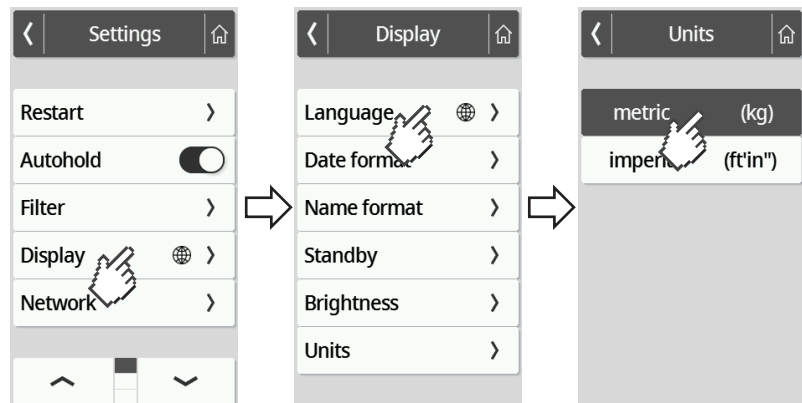 Settings
Restart
Autohold
Filter
Display
Network
Display
Language
Date format
Name format
Standby
Brightness
Units
Units
metric (kg)
imperial (ft'in")